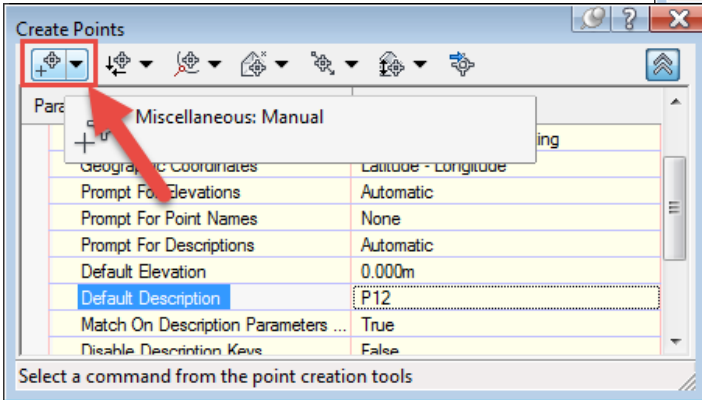 Create Points
Para
Miscellaneous: Manual
ing
Geographic Coordinates Latitude - Longitude
Prompt For Elevations Automatic
Prompt For Point Names None
Prompt For Descriptions Automatic
Default Elevation 0.000m
Default Description P12
Match On Description Parameters ... True
Disable Description Keys False
Select a command from the point creation tools